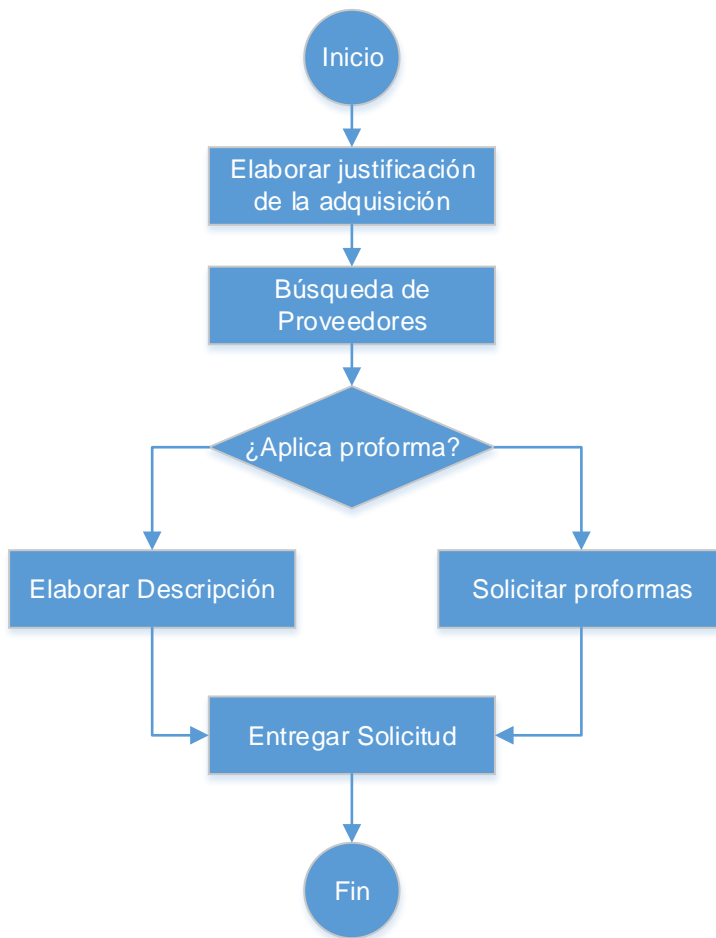 Inicio
Elaborar justificación
de la adquisición
Búsqueda de
Proveedores
¿Aplica proforma?
Elaborar Descripción
Solicitar proformas
Entregar Solicitud
Fin